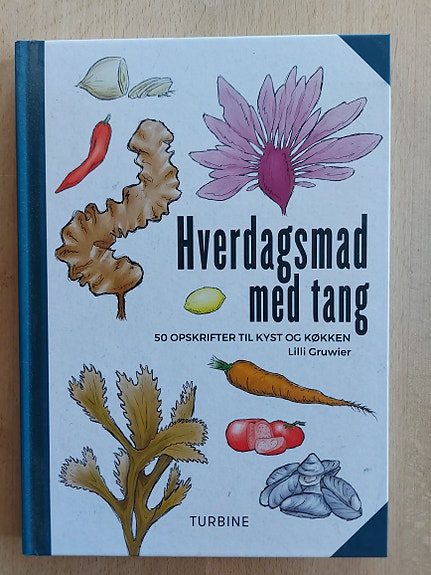 Hverdagsmad
med tang
50 OPSKRIFTER TIL KYST OG KØKKEN
Lilli Gruwier
TURBINE